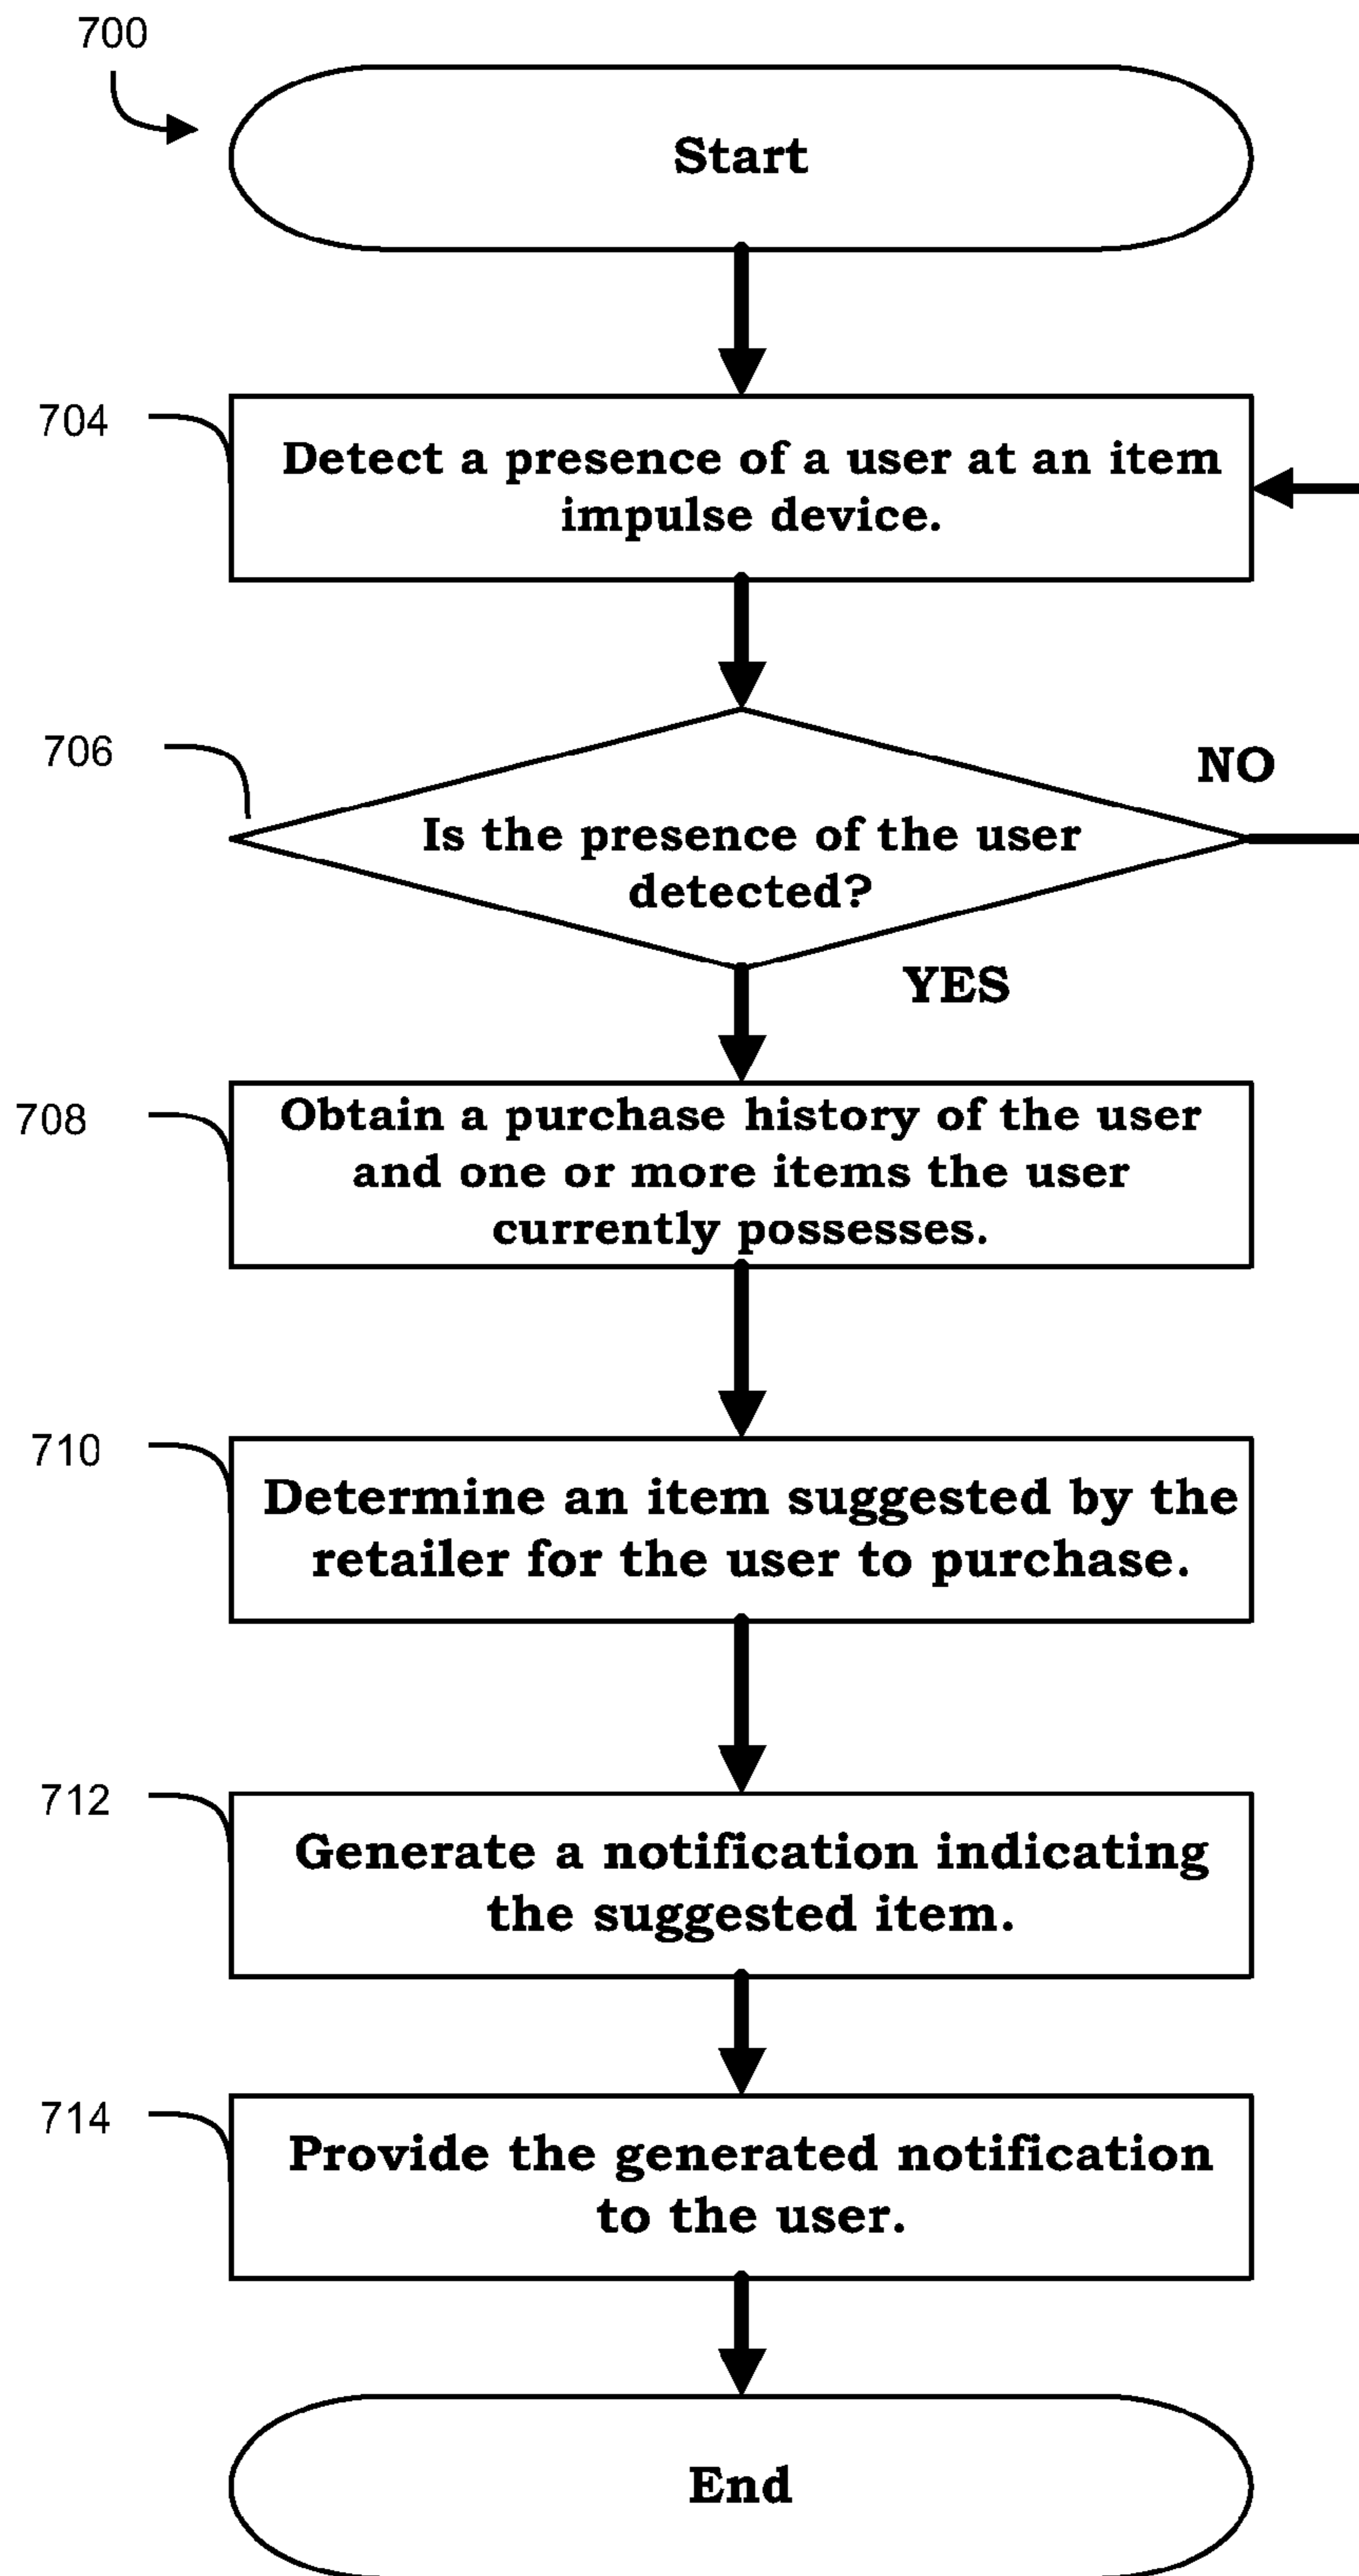 700
Start
704
Detect a presence of a user at an item
impulse device.
706
NO
Is the presence of the user
detected?
YES
708
Obtain a purchase history of the user
and one or more items the user
currently possesses.
710
Determine an item suggested by the
retailer for the user to purchase.
712
Generate a notification indicating
the suggested item.
714
Provide the generated notification
to the user.
End